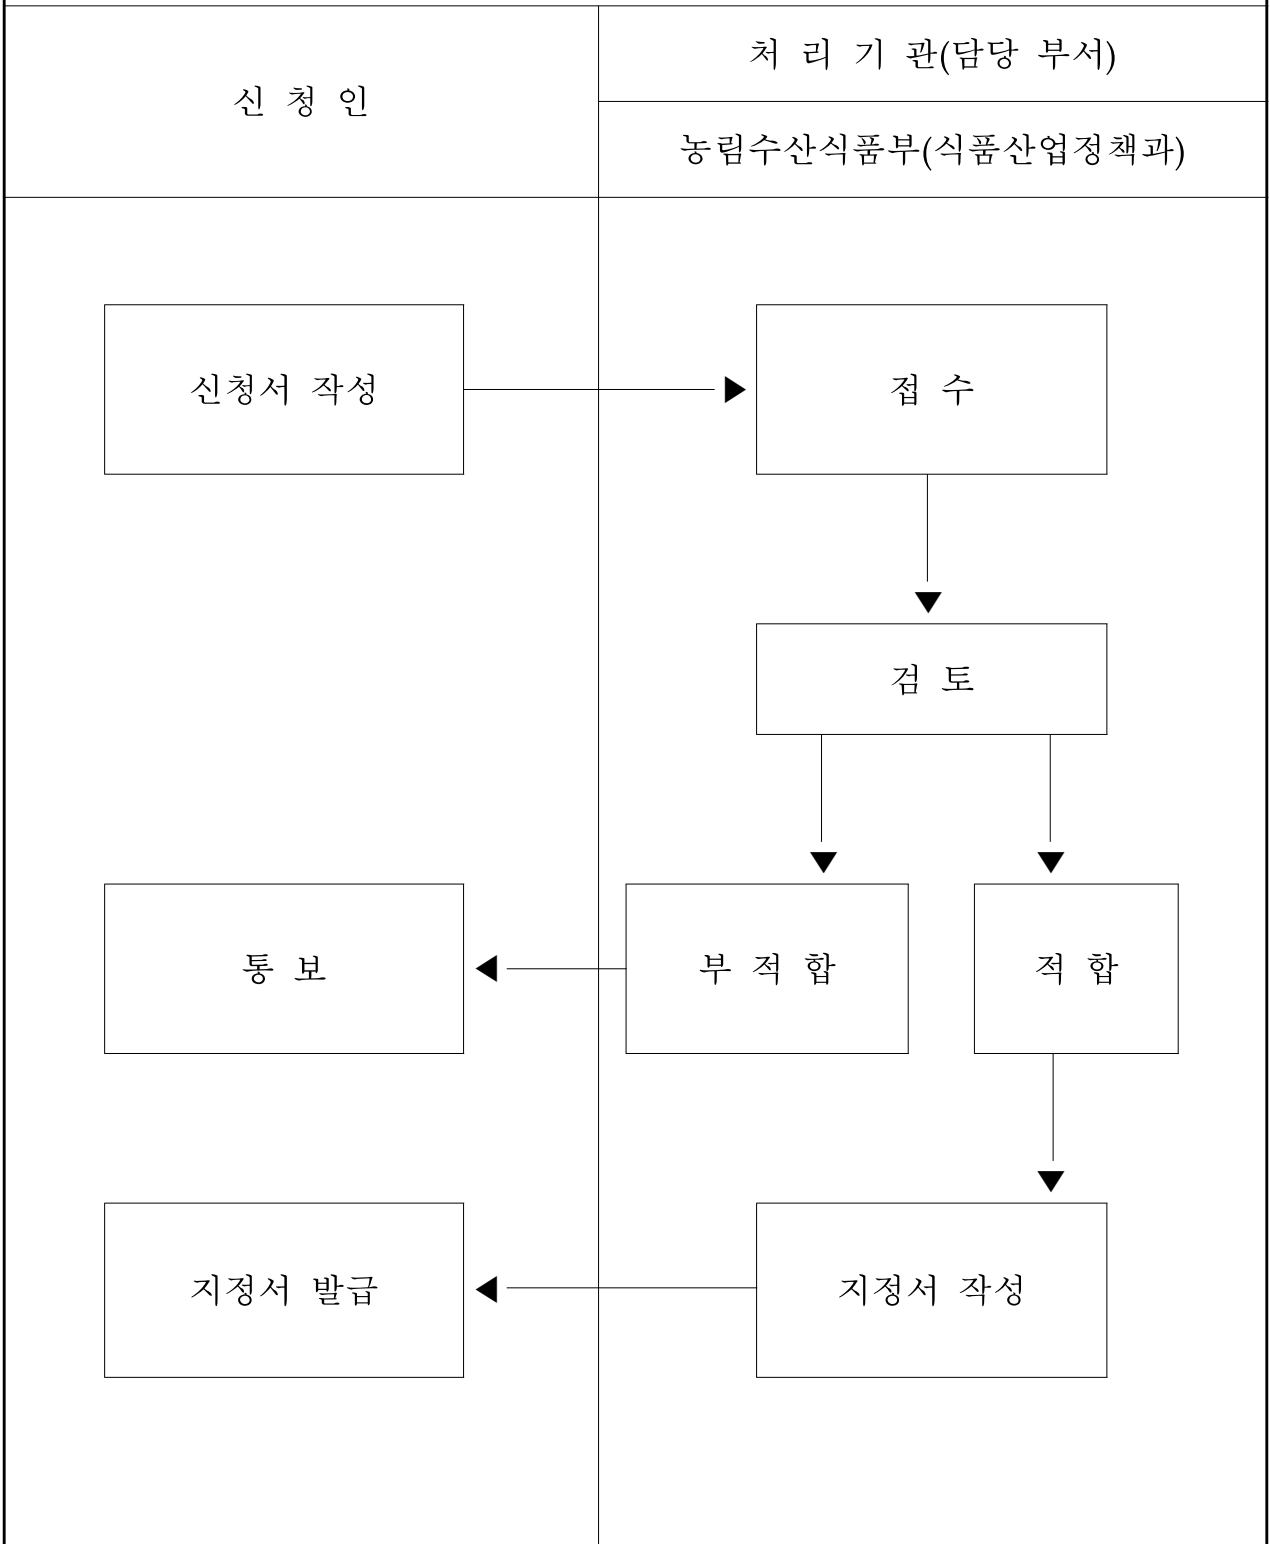 신 청 인
처 리 기 관(담당 부서)
농림수산식품부(식품산업정책과)
신청서 작성
접 수
검 토
통 보
부 적 합
적 합
지정서 발급
지정서 작성